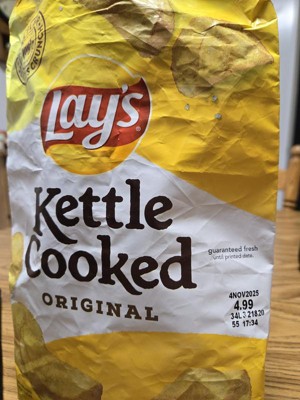 Lay's
Kettle
Cooked
ORIGINAL
guaranteed fresh
until printed date.
4NOV2025
4.99
55 17:34